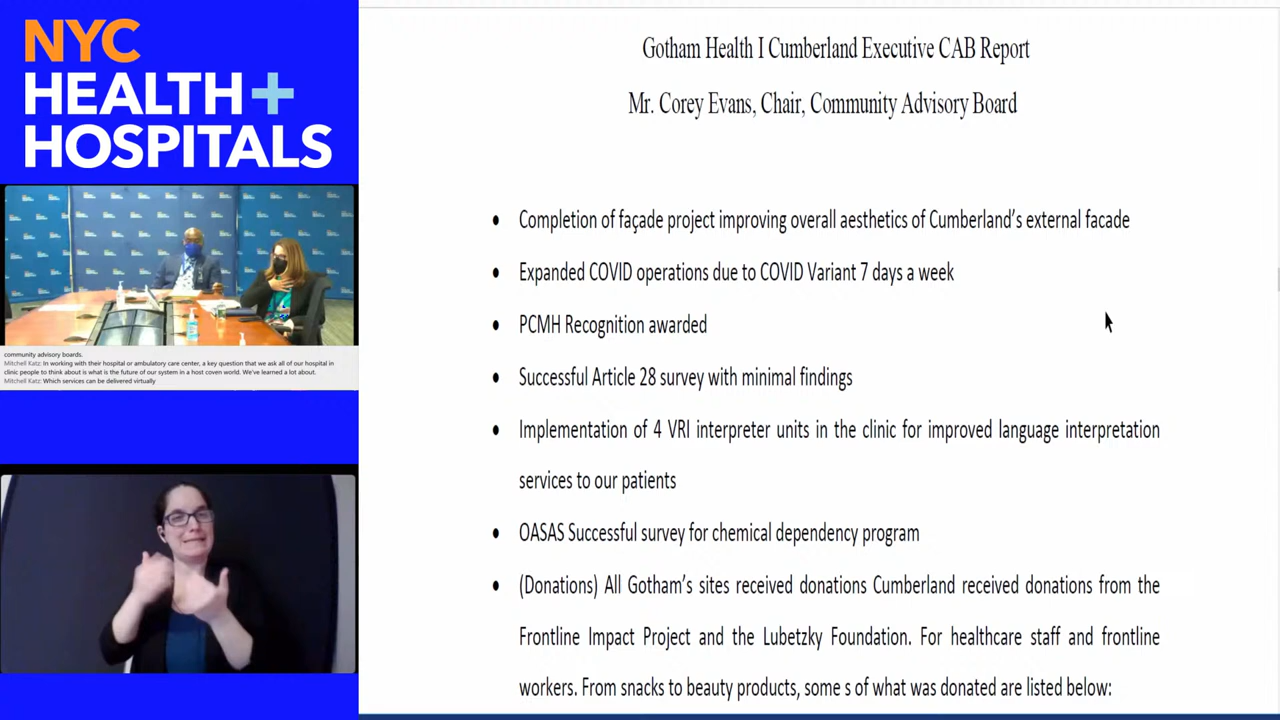 NYC
HEALTH+
HOSPITALS
community advisory boards.
Mitchell Katz: In working with their hospital or ambulatory care center, a key question that we ask all of our hospital in
clinic people to think about is what is the future of our system in a host coven world. We've learned a lot about.
Mitchell Katz: Which services can be delivered virtually
Gotham Health I Cumberland Executive CAB Report
Mr. Corey Evans, Chair, Community Advisory Board
• Completion of façade project improving overall aesthetics of Cumberland's external facade
• Expanded COVID operations due to COVID Variant 7 days a week
• PCMH Recognition awarded
• Successful Article 28 survey with minimal findings
• Implementation of 4 VRI interpreter units in the clinic for improved language interpretation
services to our patients
• OASAS Successful survey for chemical dependency program
• (Donations) All Gotham's sites received donations Cumberland received donations from the
Frontline Impact Project and the Lubetzky Foundation. For healthcare staff and frontline
workers. From snacks to beauty products, some s of what was donated are listed below: